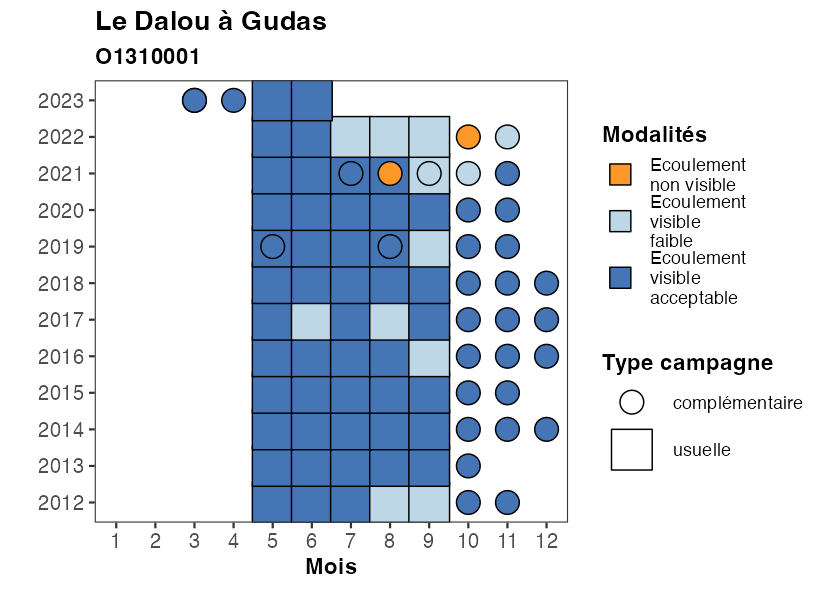 Le Dalou à Gudas
O1310001
2023
2022
2021
2020
2019
2018
2017
2016
2015
2014
2013
2012
1 2 3 4 5 6 7 8 9 10 11 12
Mois
Modalités
Ecoulement
non visible
Ecoulement
visible
faible
Ecoulement
visible
acceptable
Type campagne
complémentaire
usuelle